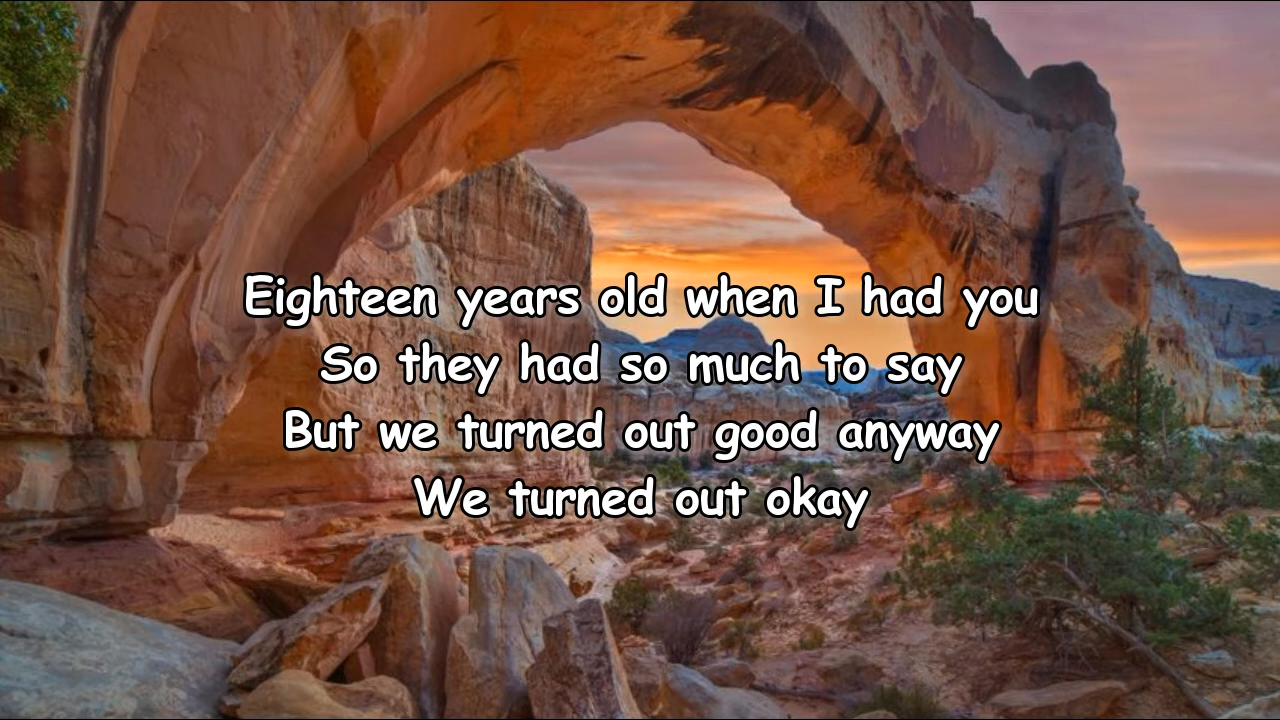 Eighteen years old when I had you
So they had so much to say
But we turned out good anyway
We turned out okay